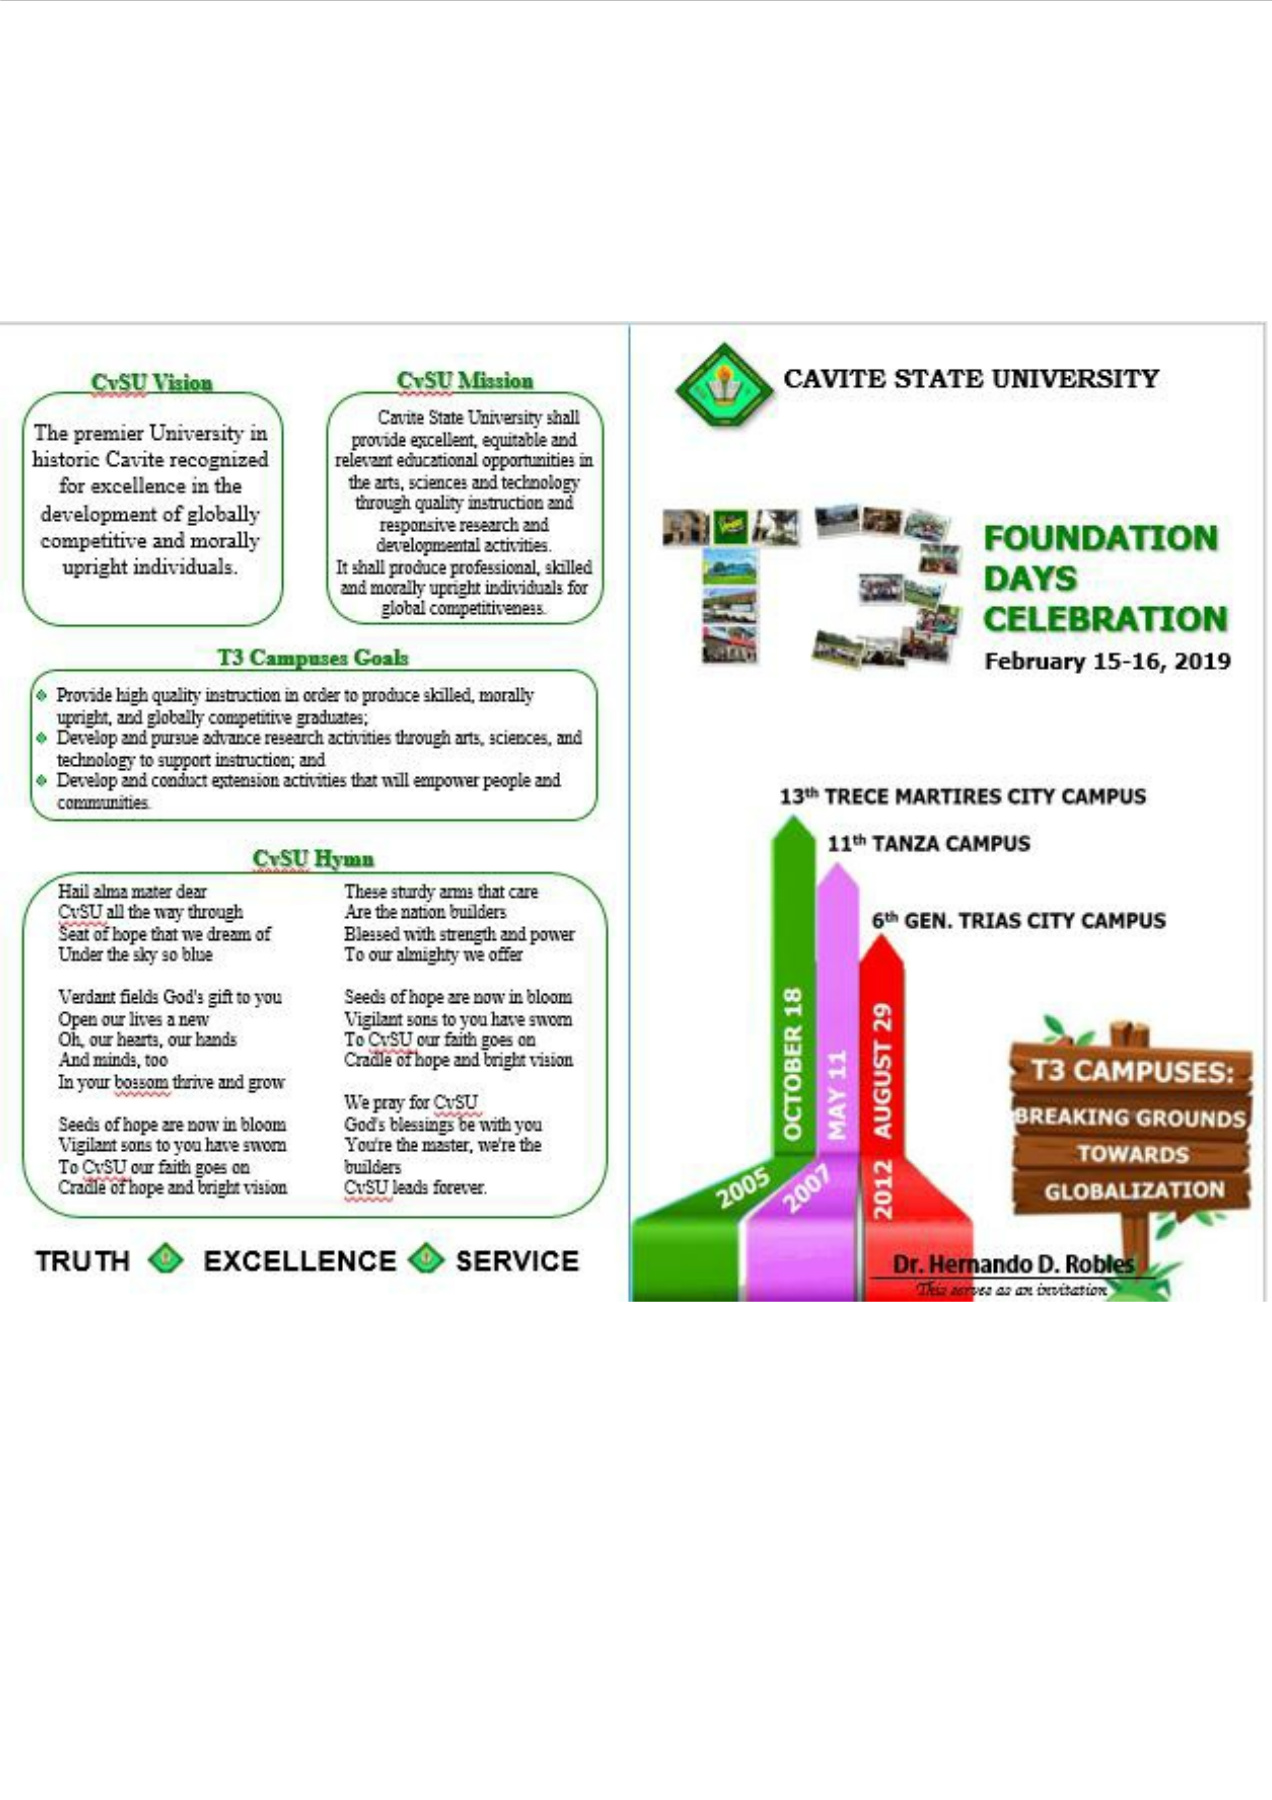 CvSU Vision
The premier University in
historic Cavite recognized
for excellence in the
development of globally
competitive and morally
upright individuals.
CvSU Mission
Cavite State University shall
provide excellent, equitable and
relevant educational opportunities in
the arts, sciences and technology
through quality instruction and
responsive research and
developmental activities.
It shall produce professional, skilled
and morally upright individuals for
global competitiveness.
T3 Campuses Goals
Provide high quality instruction in order to produce skilled, morally
upright, and globally competitive graduates;
Develop and pursue advance research activities through arts, sciences, and
technology to support instruction; and
Develop and conduct extension activities that will empower people and
communities.
CvSU Hymn
Hail alma mater dear
CvSU all the way through
Seat of hope that we dream of
Under the sky so blue
Verdant fields God's gift to you
Open our lives a new
Oh, our hearts, our hands
And minds, too
In your bossom thrive and grow
Seeds of hope are now in bloom
Vigilant sons to you have sworn
To CvSU our faith goes on
Cradle of hope and bright vision
These sturdy arms that care
Are the nation builders
Blessed with strength and power
To our almighty we offer
Seeds of hope are now in bloom
Vigilant sons to you have sworn
To CvSU our faith goes on
Cradle of hope and bright vision
We pray for CvSU
God's blessings be with you
You're the master, we're the
builders
CvSU leads forever.
TRUTH EXCELLENCE SERVICE
CAVITE STATE UNIVERSITY
T3
FOUNDATION
DAYS
CELEBRATION
February 15-16, 2019
13th TRECE MARTIRES CITY CAMPUS
11th TANZA CAMPUS
6th GEN. TRIAS CITY CAMPUS
OCTOBER 18
MAY 11
AUGUST 29
2005
2007
2012
T3 CAMPUSES:
BREAKING GROUNDS
TOWARDS
GLOBALIZATION
Dr. Hernando D. Robles
This serves as an invitation